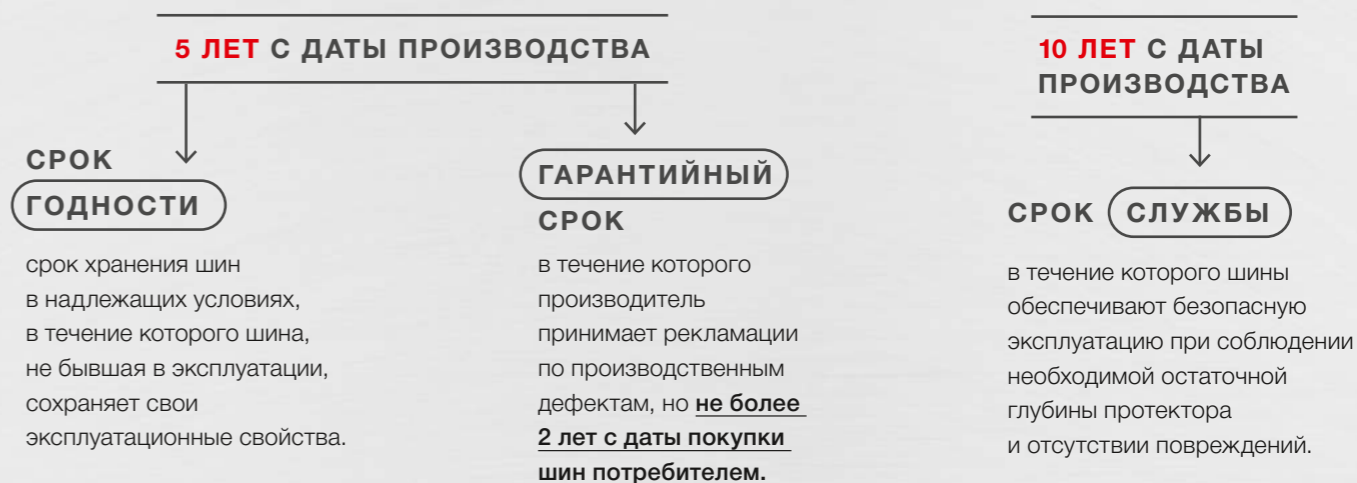 5 ЛЕТ С ДАТЫ ПРОИЗВОДСТВА
СРОК
ГОДНОСТИ
срок хранения шин
в надлежащих условиях,
в течение которого шина,
не бывшая в эксплуатации,
сохраняет свои
эксплуатационные свойства.
ГАРАНТИЙНЫЙ
СРОК
в течение которого
производитель
принимает рекламации
по производственным
дефектам, но не более
2 лет с даты покупки
шин потребителем.
10 ЛЕТ С ДАТЫ
ПРОИЗВОДСТВА
СРОК СЛУЖБЫ
в течение которого шины
обеспечивают безопасную
эксплуатацию при соблюдении
необходимой остаточной
глубины протектора
и отсутствии повреждений.